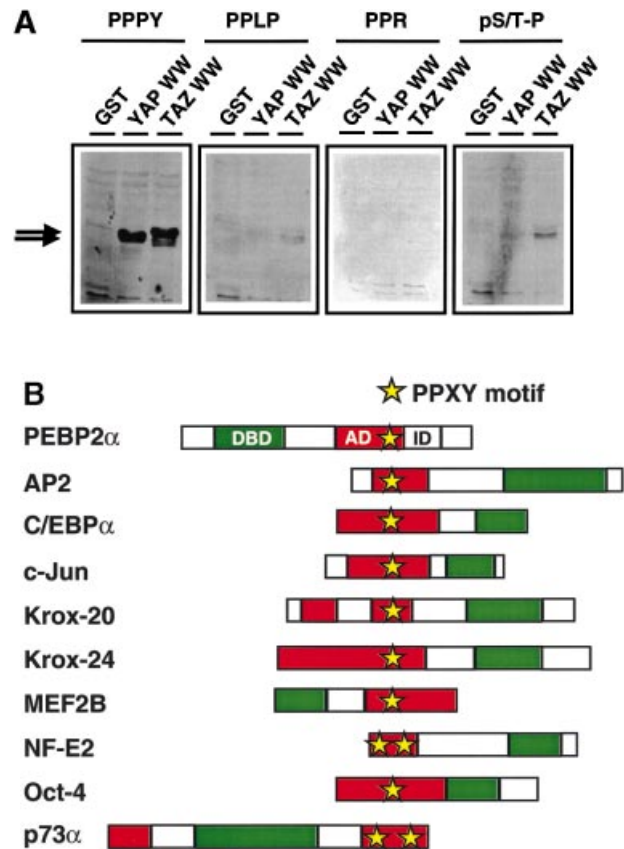 A
PPPY PPLP PPR pS/T-P
GST YAP WW TAZ WW GST YAP WW TAZ WW GST YAP WW TAZ WW GST YAP WW TAZ WW
B
PPXY motif
PEBP2α DBD AD ID
AP2
C/EBPα
c-Jun
Krox-20
Krox-24
MEF2B
NF-E2
Oct-4
p73α